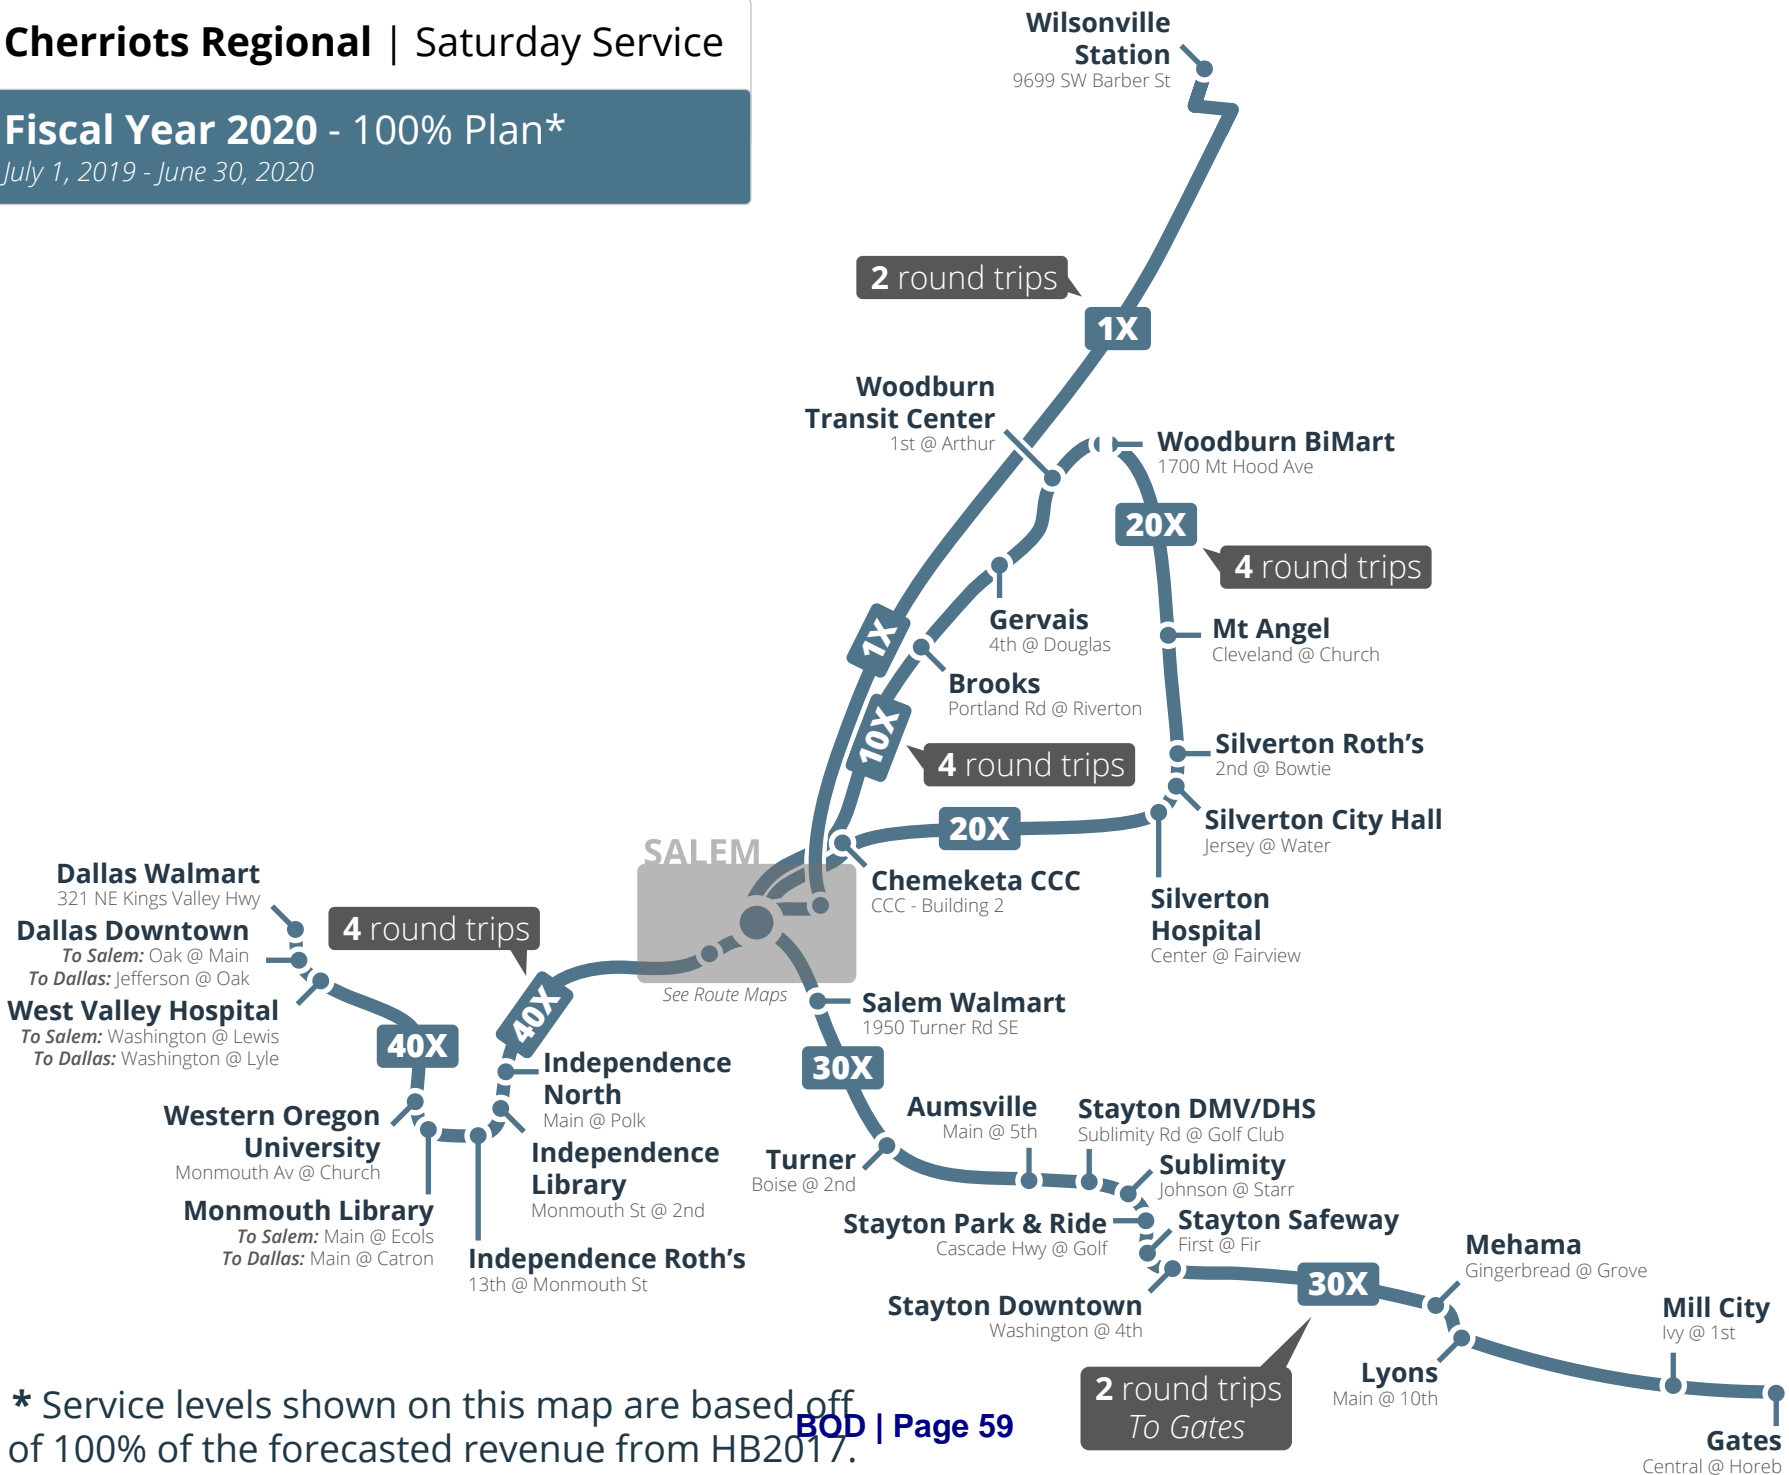 Cherriots Regional | Saturday Service
Fiscal Year 2020 - 100% Plan*
July 1, 2019 - June 30, 2020
Wilsonville
Station
9699 SW Barber St
2 round trips
1X
Woodburn
Transit Center
1st @ Arthur
Woodburn BiMart
1700 Mt Hood Ave
20X
4 round trips
Gervais
4th @ Douglas
Mt Angel
Cleveland @ Church
1X
Brooks
Portland Rd @ Riverton
10X
4 round trips
Silverton Roth’s
2nd @ Bowtie
Silverton City Hall
Jersey @ Water
20X
SALEM
Chemeketa CCC
CCC - Building 2
Silverton
Hospital
Center @ Fairview
See Route Maps
Dallas Walmart
321 NE Kings Valley Hwy
Dallas Downtown
To Salem: Oak @ Main
To Dallas: Jefferson @ Oak
West Valley Hospital
To Salem: Washington @ Lewis
To Dallas: Washington @ Lyle
4 round trips
40X
40X
Independence
North
Main @ Polk
Western Oregon
University
Monmouth Av @ Church
Independence
Library
Monmouth St @ 2nd
Monmouth Library
To Salem: Main @ Ecols
To Dallas: Main @ Catron
Independence Roth’s
13th @ Monmouth St
Salem Walmart
1950 Turner Rd SE
30X
Turner
Boise @ 2nd
Aumsville
Main @ 5th
Stayton DMV/DHS
Sublimity Rd @ Golf Club
Sublimity
Johnson @ Starr
Stayton Park & Ride
Cascade Hwy @ Golf
Stayton Safeway
First @ Fir
Stayton Downtown
Washington @ 4th
30X
2 round trips
To Gates
Mehama
Gingerbread @ Grove
Lyons
Main @ 10th
Mill City
Ivy @ 1st
Gates
Central @ Horeb
* Service levels shown on this map are based off
of 100% of the forecasted revenue from HB2017.
BOD | Page 59